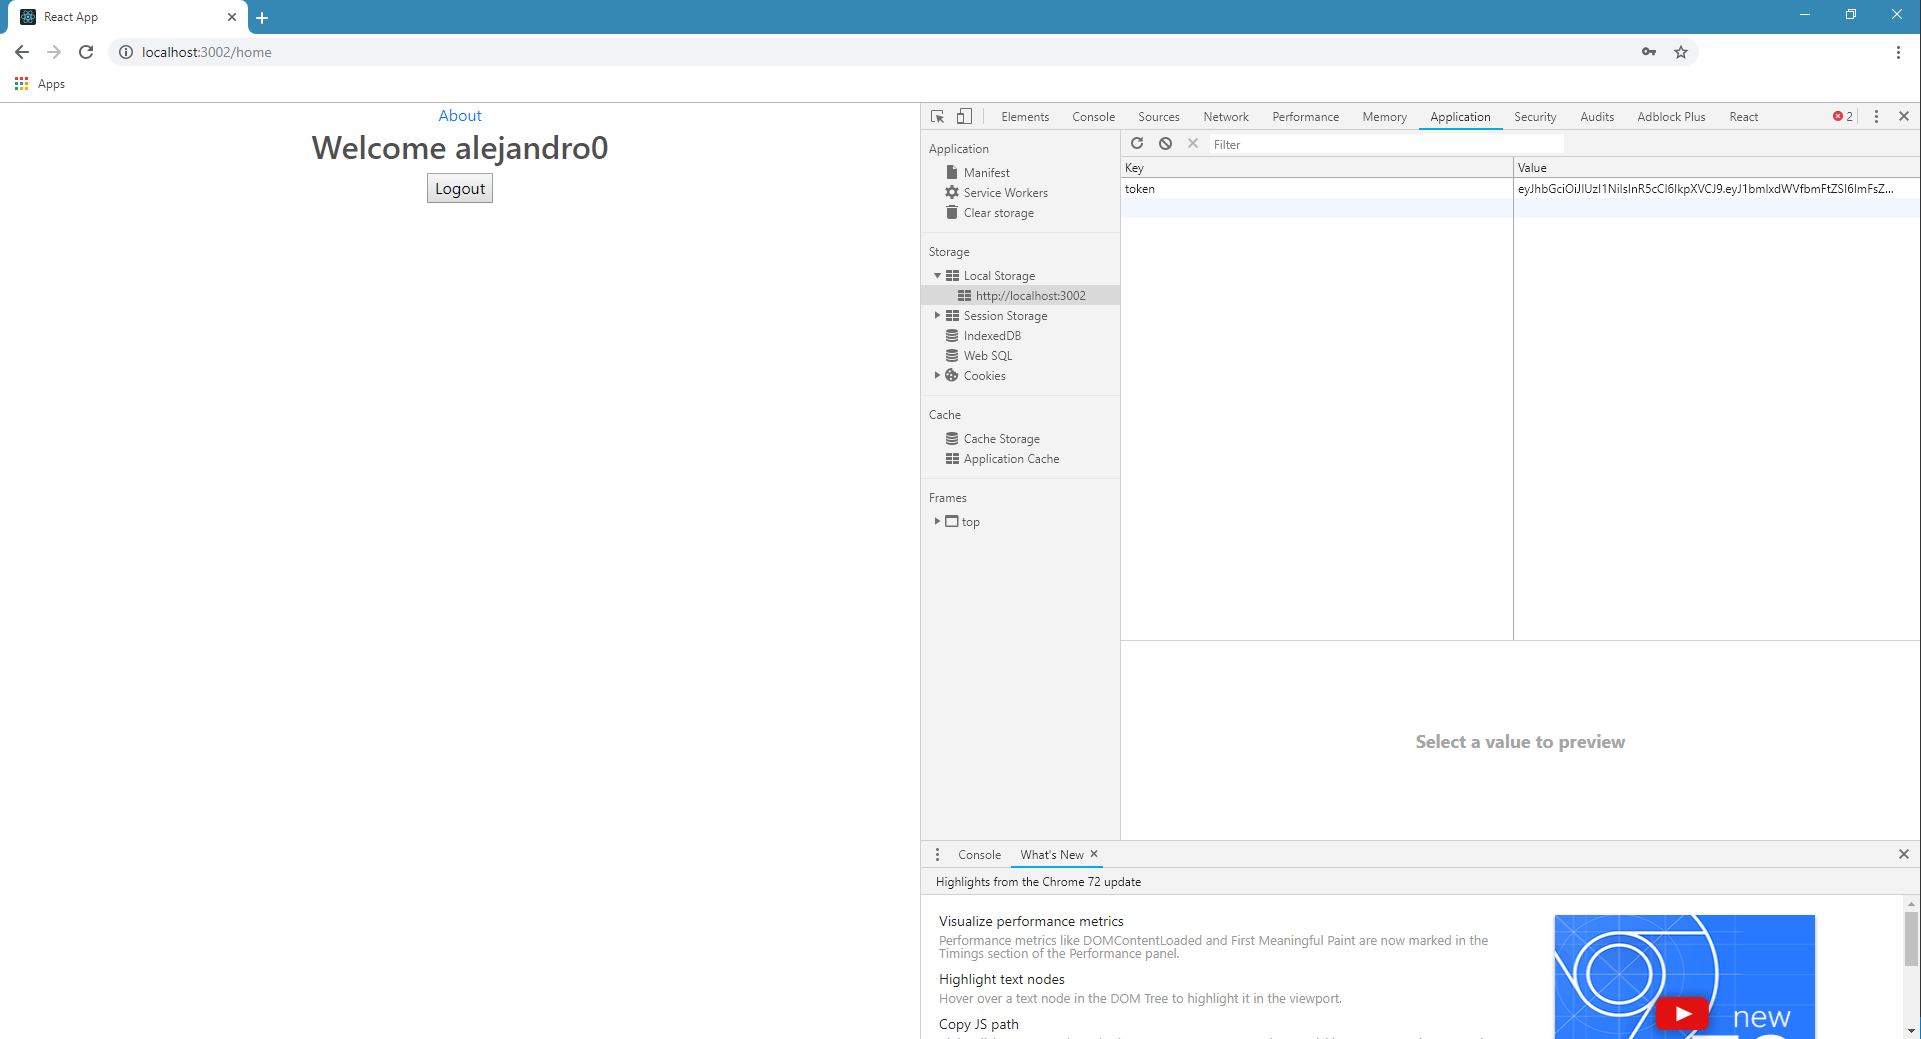 React App
localhost:3002/home
Apps
About
Welcome alejandro0
Logout
Elements Console Sources Network Performance Memory Application Security Audits Adblock Plus React 2
Application
Manifest
Service Workers
Clear storage
Storage
Local Storage
http://localhost:3002
Session Storage
IndexedDB
Web SQL
Cookies
Cache
Cache Storage
Application Cache
Frames
top
Filter
Key Value
token eyJhbGciOiJIUzI1NiIsInR5cCI6IkpXVCJ9.eyJ1bmlxdWVfbmFtZSI6ImFsZ...
Select a value to preview
Console What's New
Highlights from the Chrome 72 update
Visualize performance metrics
Performance metrics like DOMContentLoaded and First Meaningful Paint are now marked in the
Timings section of the Performance panel.
Highlight text nodes
Hover over a text node in the DOM Tree to highlight it in the viewport.
Copy JS path
new